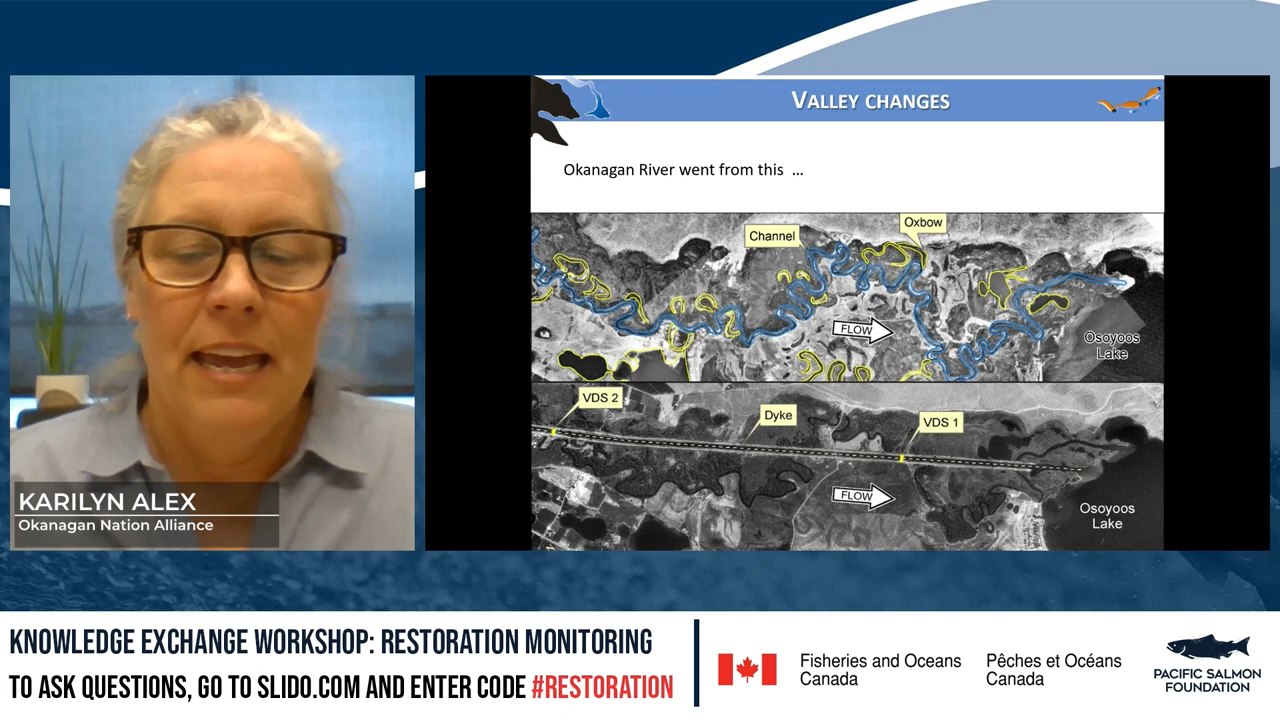 VALLEY CHANGES
Okanagan River went from this ...
Oxbow
Channel
FLOW
Osoyoos
Lake
VDS 2
Dyke
VDS 1
FLOW
Osoyoos
Lake
KARILYN ALEX
Okanagan Nation Alliance
KNOWLEDGE EXCHANGE WORKSHOP: RESTORATION MONITORING
TO ASK QUESTIONS, GO TO SLIDO.COM AND ENTER CODE #RESTORATION
Fisheries and Oceans
Canada
Pêches et Océans
Canada
PACIFIC SALMON
FOUNDATION